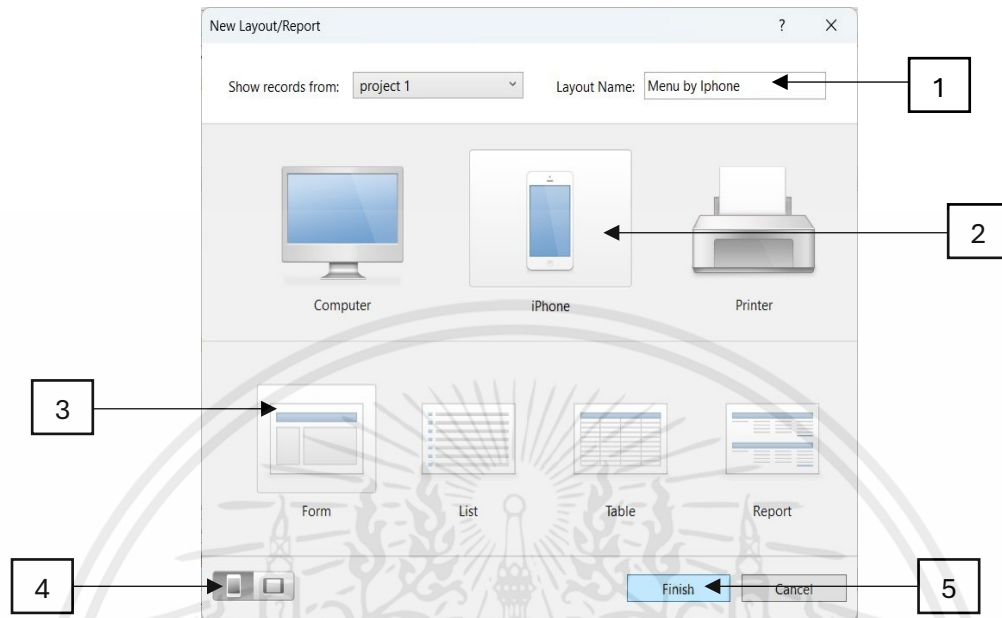 New Layout/Report ? X
Show records from: project 1 Layout Name: Menu by Iphone
1
2
Computer iPhone Printer
3
Form List Table Report
4
Finish Cancel
5